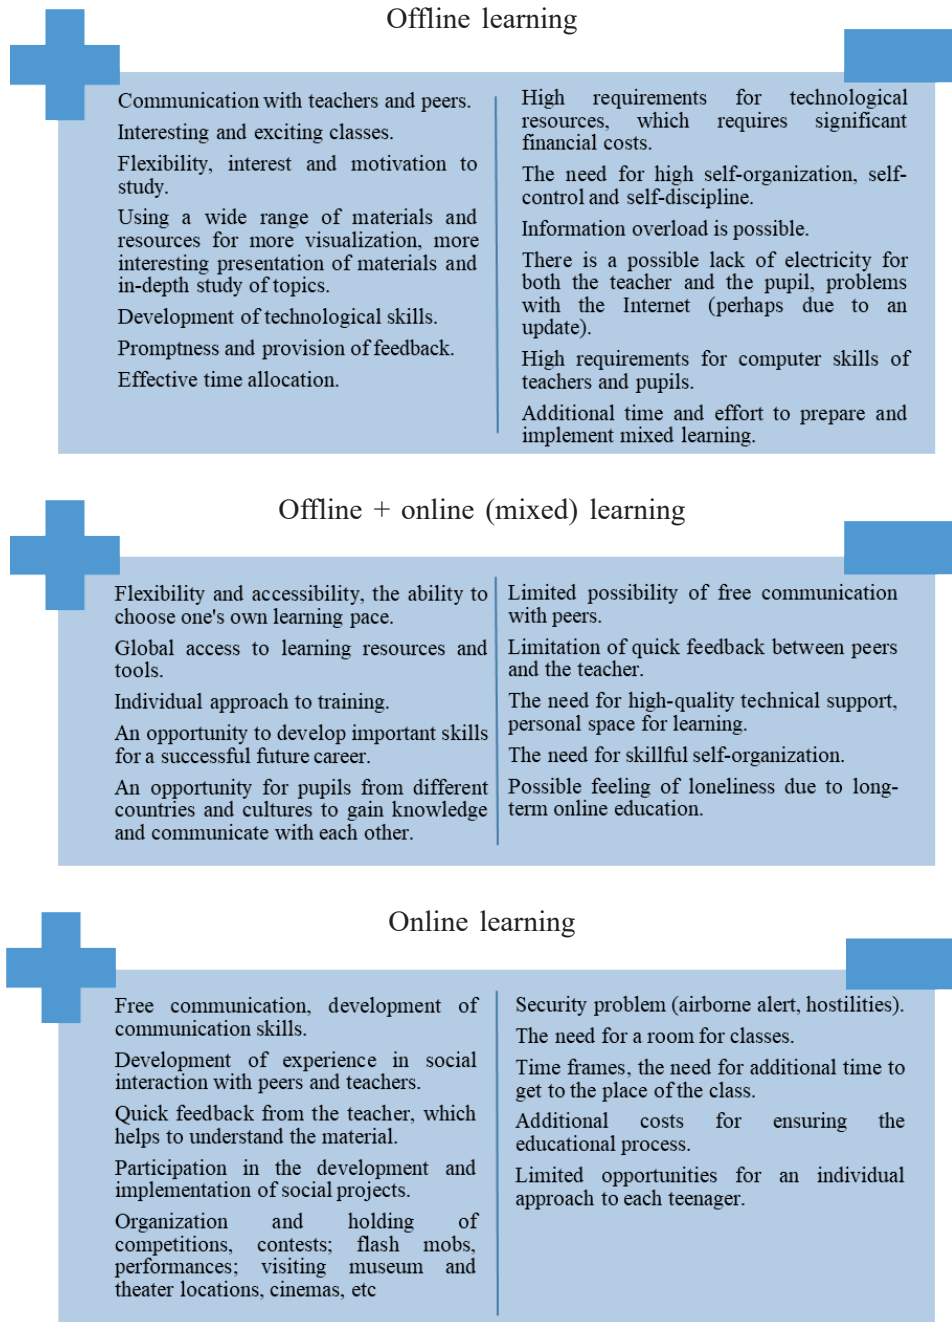 Offline learning
Communication with teachers and peers.
Interesting and exciting classes.
Flexibility, interest and motivation to
study.
Using a wide range of materials and
resources for more visualization, more
interesting presentation of materials and
in-depth study of topics.
Development of technological skills.
Promptness and provision of feedback.
Effective time allocation.
High requirements for technological
resources, which requires significant
financial costs.
The need for high self-organization, self-
control and self-discipline.
Information overload is possible.
There is a possible lack of electricity for
both the teacher and the pupil, problems
with the Internet (perhaps due to an
update).
High requirements for computer skills of
teachers and pupils.
Additional time and effort to prepare and
implement mixed learning.
Offline + online (mixed) learning
Flexibility and accessibility, the ability to
choose one's own learning pace.
Global access to learning resources and
tools.
Individual approach to training.
An opportunity to develop important skills
for a successful future career.
An opportunity for pupils from different
countries and cultures to gain knowledge
and communicate with each other.
Limited possibility of free communication
with peers.
Limitation of quick feedback between peers
and the teacher.
The need for high-quality technical support,
personal space for learning.
The need for skillful self-organization.
Possible feeling of loneliness due to long-
term online education.
Online learning
Free communication, development of
communication skills.
Development of experience in social
interaction with peers and teachers.
Quick feedback from the teacher, which
helps to understand the material.
Participation in the development and
implementation of social projects.
Organization and holding of
competitions, contests; flash mobs,
performances; visiting museum and
theater locations, cinemas, etc
Security problem (airborne alert, hostilities).
The need for a room for classes.
Time frames, the need for additional time to
get to the place of the class.
Additional costs for ensuring the
educational process.
Limited opportunities for an individual
approach to each teenager.